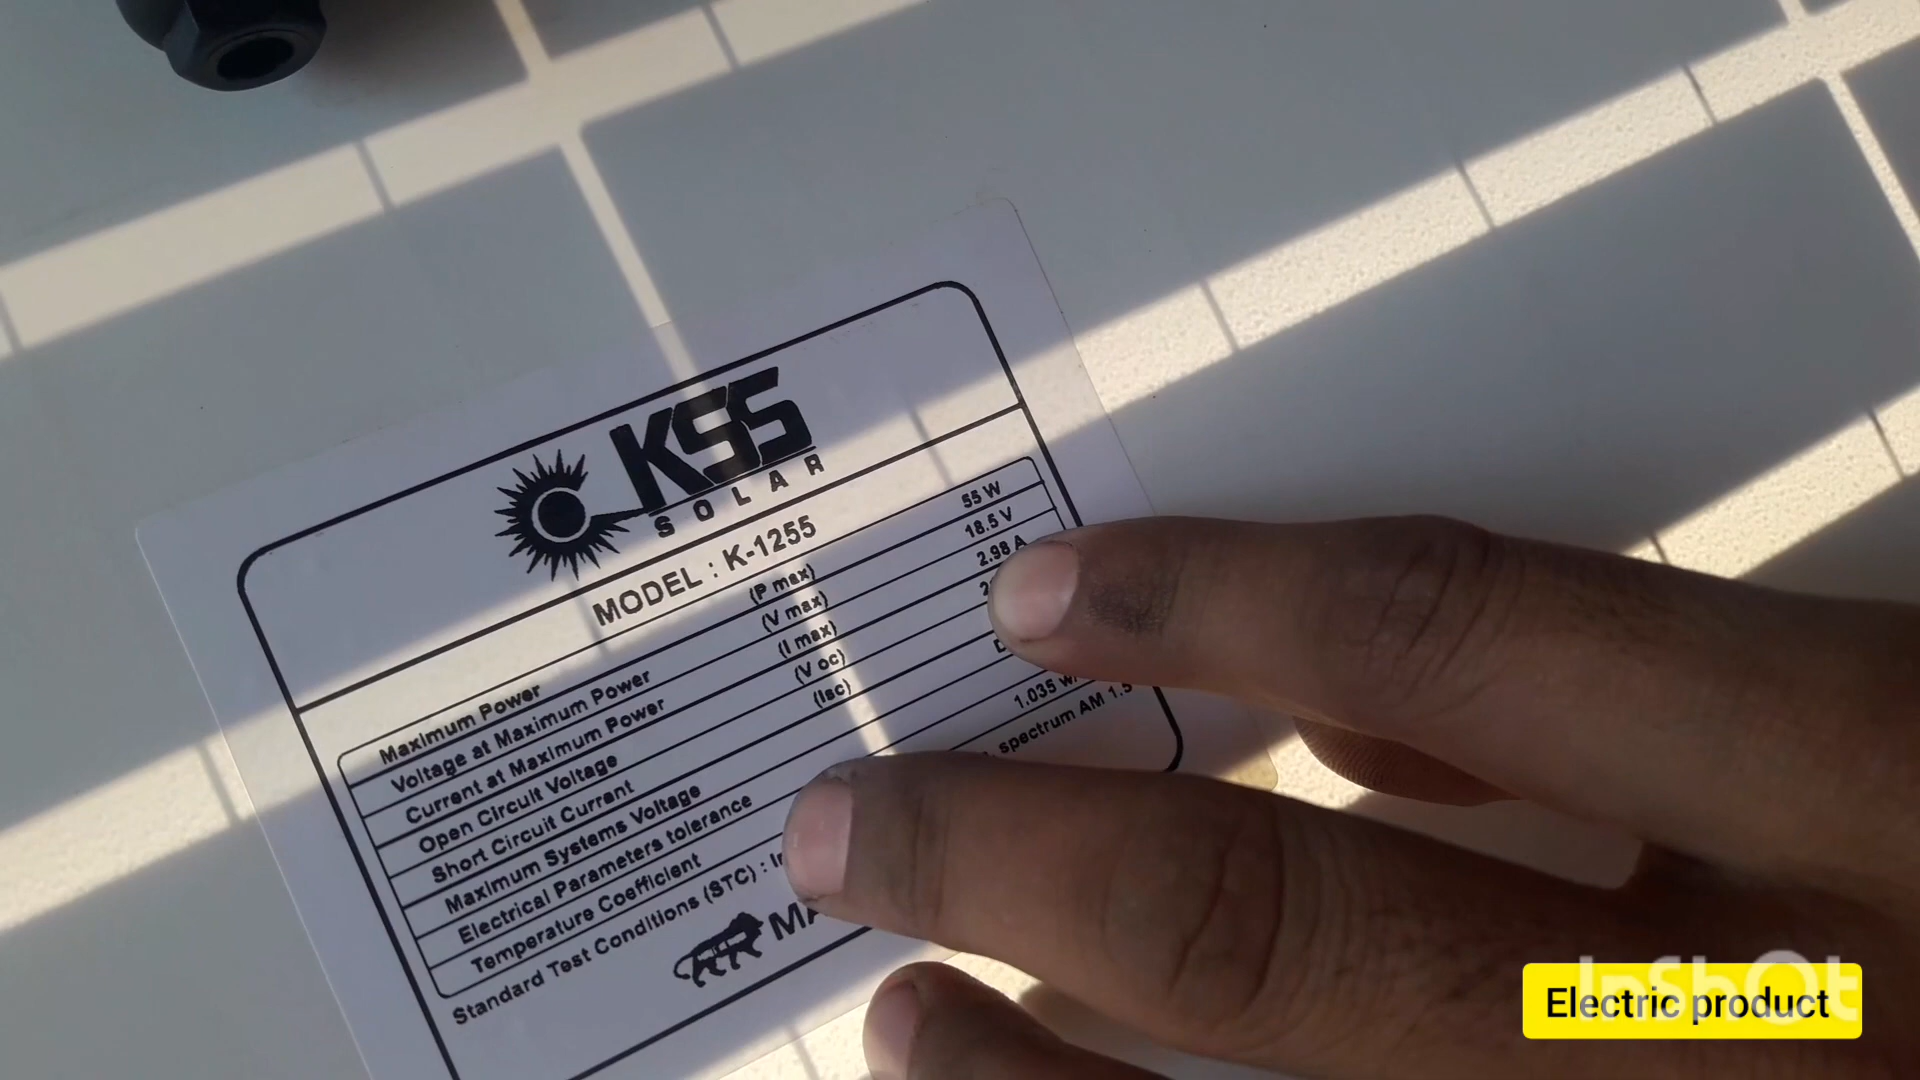 KSS
SOLAR
MODEL : K-1255
Maximum Power (P max) 55 W
Voltage at Maximum Power (V max) 18.5 V
Current at Maximum Power (I max) 2.98 A
Open Circuit Voltage (V oc)
Short Circuit Current (Isc)
Maximum Systems Voltage
Electrical Parameters tolerance
Temperature Coefficient 1.035
Standard Test Conditions (STC) : spectrum AM 1.5
InShOt
Electric product